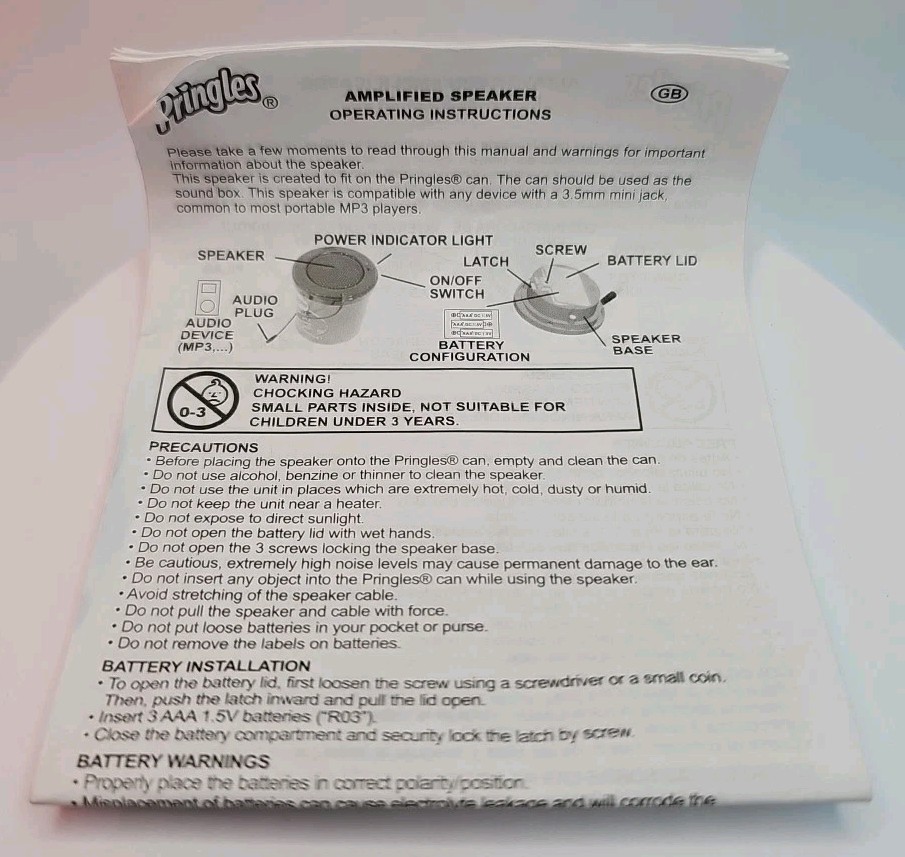 Pringles®
AMPLIFIED SPEAKER
OPERATING INSTRUCTIONS
GB
Please take a few moments to read through this manual and warnings for important
information about the speaker.
This speaker is created to fit on the Pringles® can. The can should be used as the
sound box. This speaker is compatible with any device with a 3.5mm mini jack,
common to most portable MP3 players.
POWER INDICATOR LIGHT
SPEAKER
ON/OFF
SWITCH
AUDIO
PLUG
AUDIO
DEVICE
(MP3,...)
SCREW
LATCH
BATTERY LID
BATTERY
CONFIGURATION
SPEAKER
BASE
0-3
WARNING!
CHOCKING HAZARD
SMALL PARTS INSIDE, NOT SUITABLE FOR
CHILDREN UNDER 3 YEARS.
PRECAUTIONS
• Before placing the speaker onto the Pringles® can, empty and clean the can.
• Do not use alcohol, benzine or thinner to clean the speaker.
• Do not use the unit in places which are extremely hot, cold, dusty or humid.
• Do not keep the unit near a heater.
• Do not expose to direct sunlight.
• Do not open the battery lid with wet hands.
• Do not open the 3 screws locking the speaker base.
• Be cautious, extremely high noise levels may cause permanent damage to the ear.
• Do not insert any object into the Pringles® can while using the speaker.
• Avoid stretching of the speaker cable.
• Do not pull the speaker and cable with force.
• Do not put loose batteries in your pocket or purse.
• Do not remove the labels on batteries.
BATTERY INSTALLATION
• To open the battery lid, first loosen the screw using a screwdriver or a small coin.
Then, push the latch inward and pull the lid open.
• Insert 3 AAA 1.5V batteries ("R03").
• Close the battery compartment and security lock the latch by screw.
BATTERY WARNINGS
• Properly place the batteries in correct polarity/position.
• Misplacement of batteries can cause electrolyte leakage and will corrode the